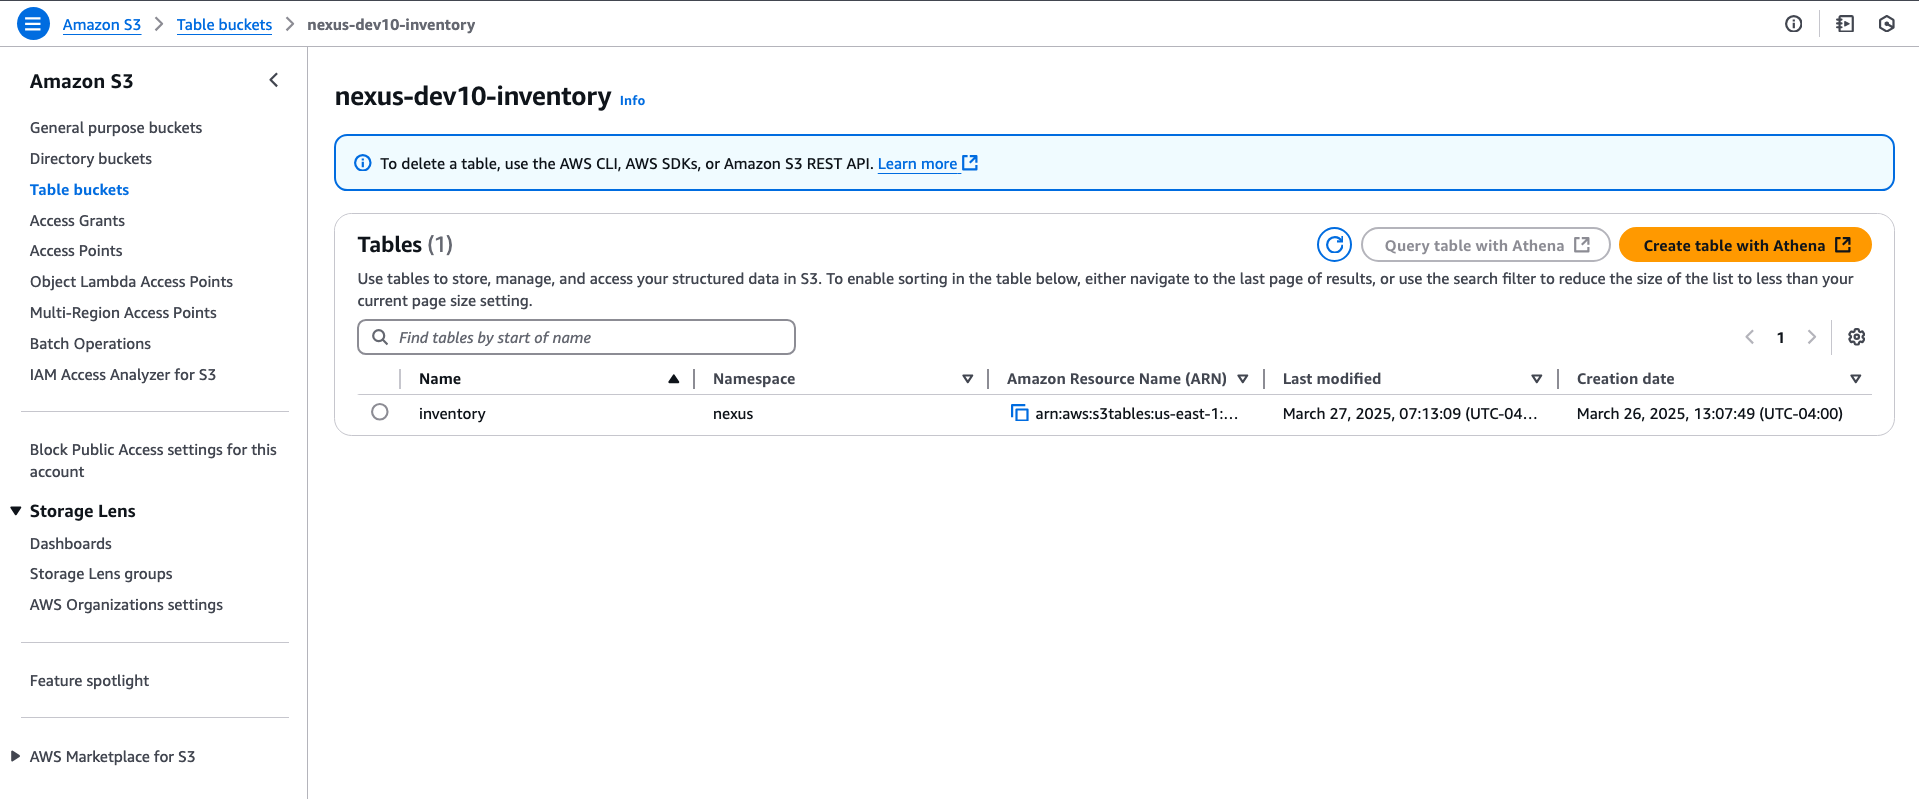 Amazon S3 > Table buckets > nexus-dev10-inventory
Amazon S3
General purpose buckets
Directory buckets
Table buckets
Access Grants
Access Points
Object Lambda Access Points
Multi-Region Access Points
Batch Operations
IAM Access Analyzer for S3
Block Public Access settings for this
account
Storage Lens
Dashboards
Storage Lens groups
AWS Organizations settings
Feature spotlight
AWS Marketplace for S3
nexus-dev10-inventory Info
To delete a table, use the AWS CLI, AWS SDKs, or Amazon S3 REST API. Learn more
Tables (1)
Query table with Athena
Create table with Athena
Use tables to store, manage, and access your structured data in S3. To enable sorting in the table below, either navigate to the last page of results, or use the search filter to reduce the size of the list to less than your
current page size setting.
Find tables by start of name
1
Name Namespace Amazon Resource Name (ARN) Last modified Creation date
inventory nexus arn:aws:s3tables:us-east-1:... March 27, 2025, 07:13:09 (UTC-04... March 26, 2025, 13:07:49 (UTC-04:00)